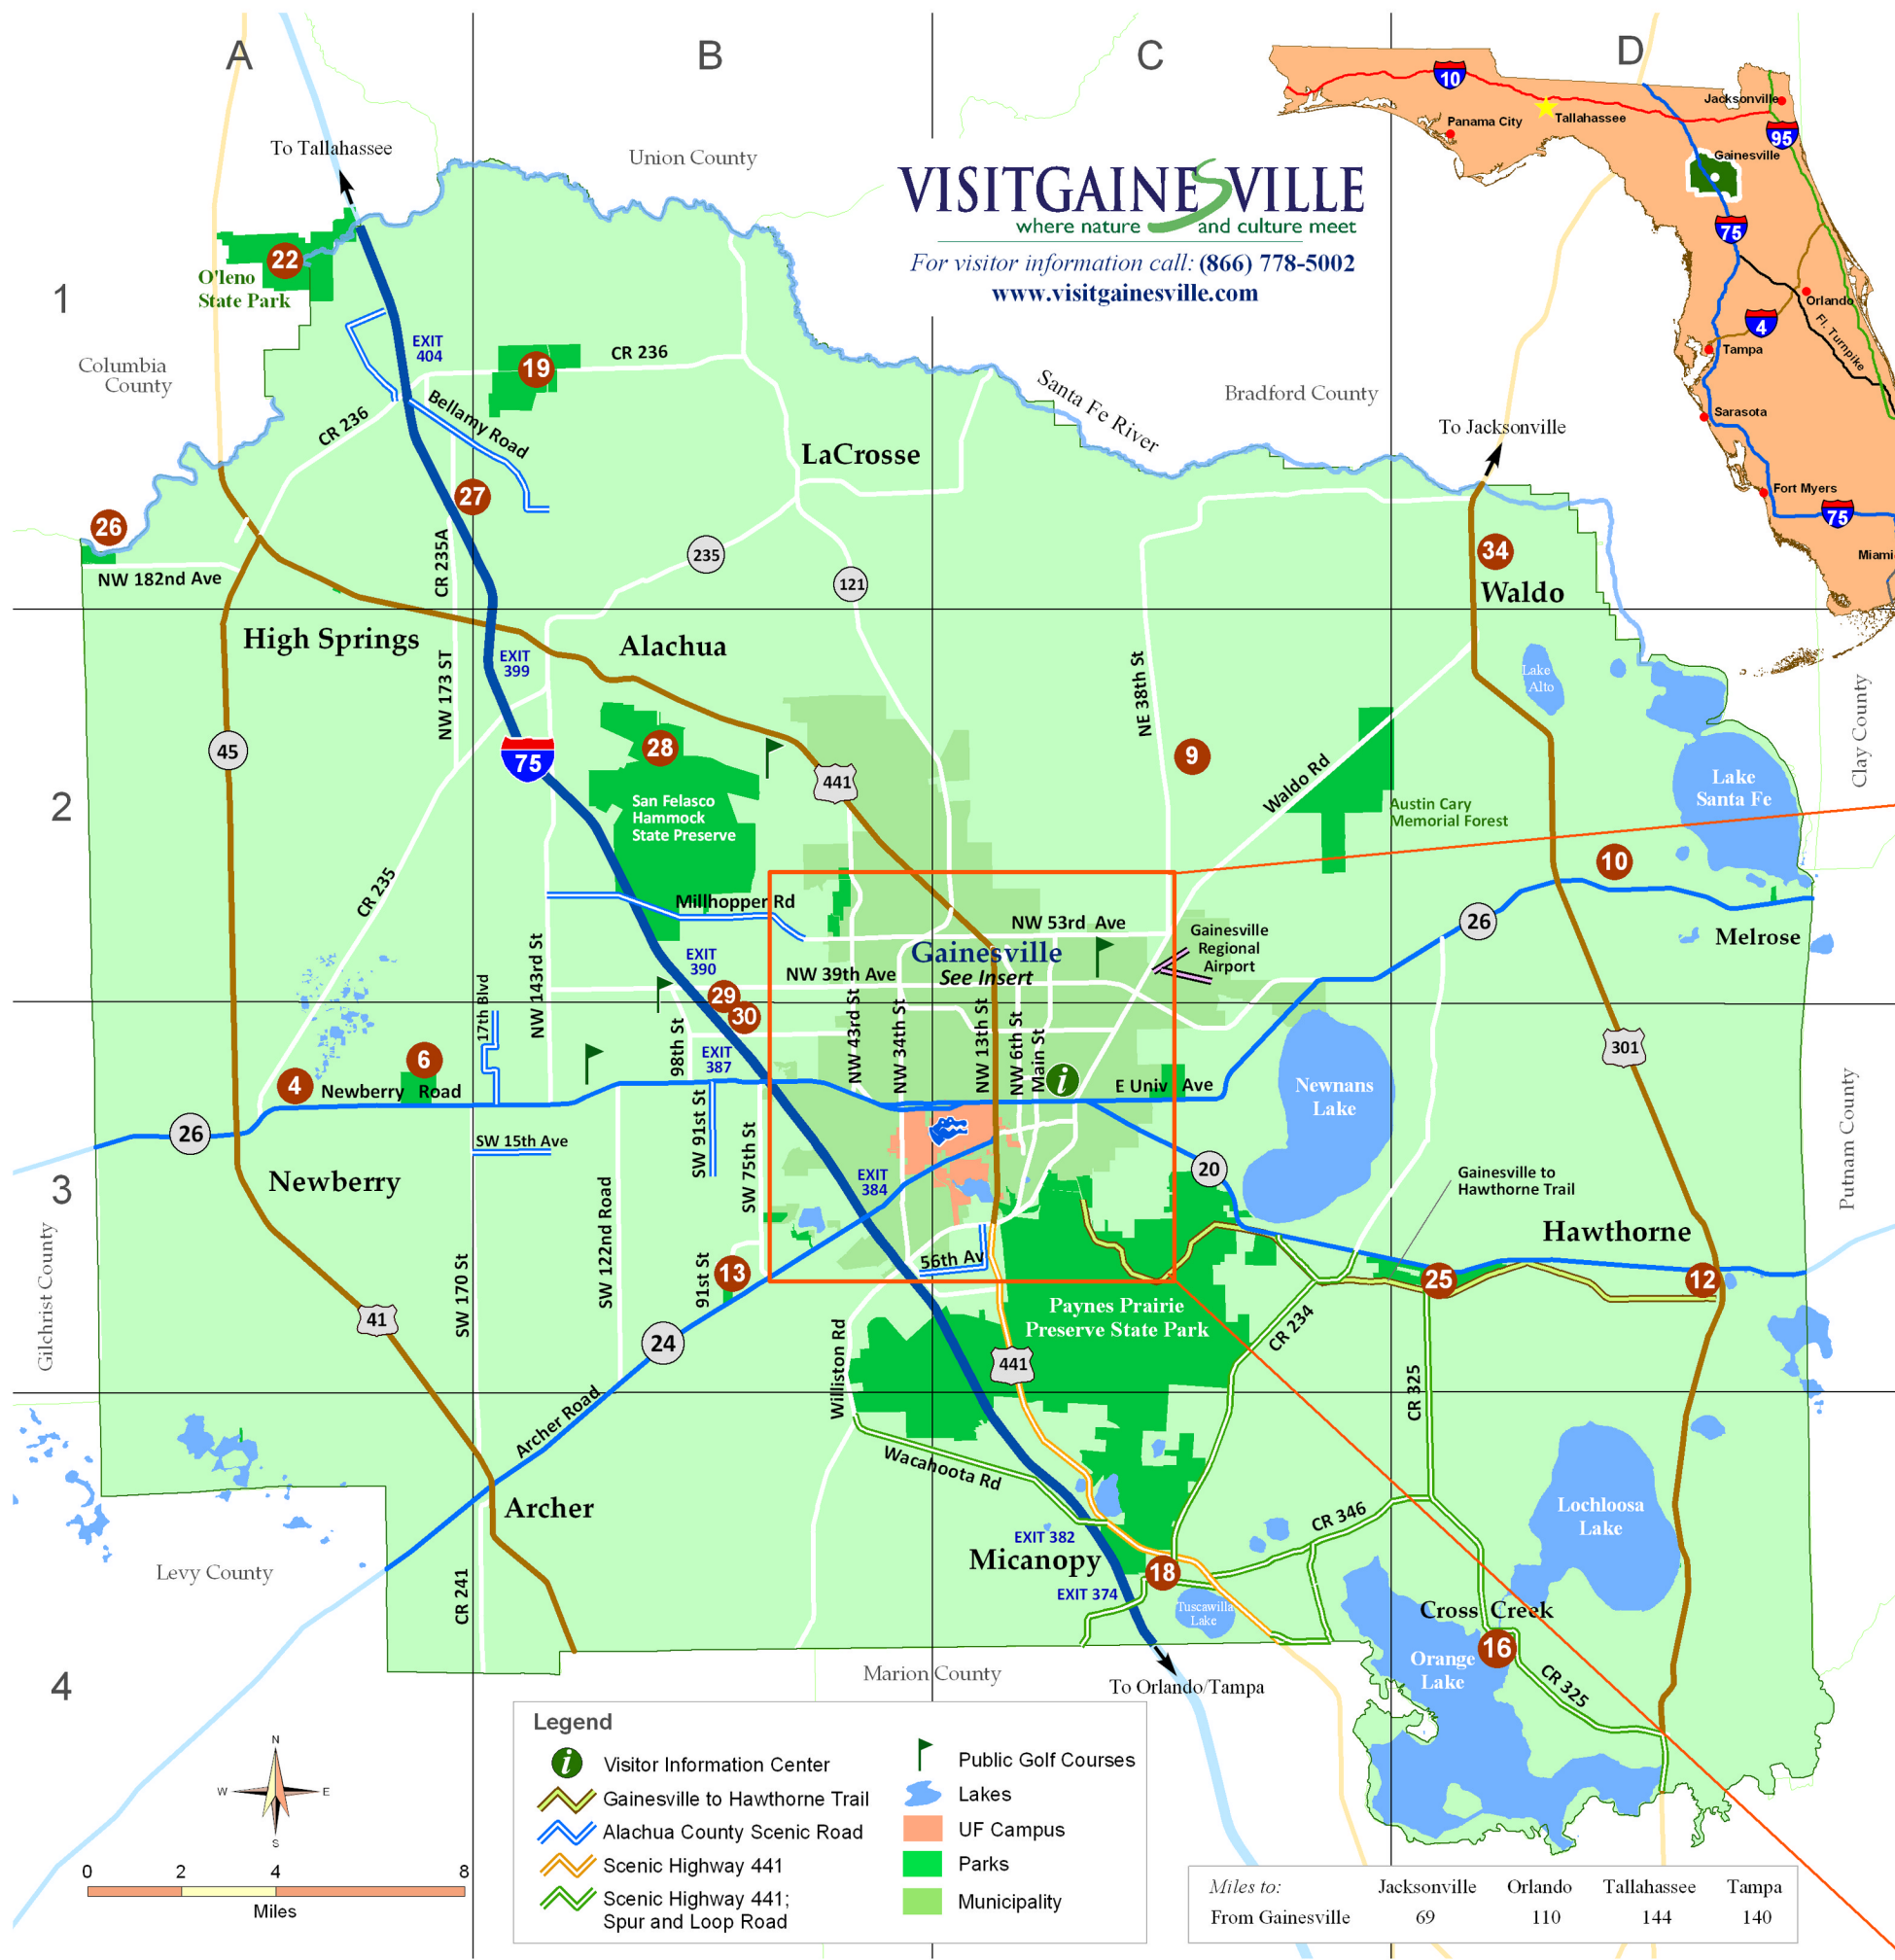 A
B
C
D
1
2
3
4
To Tallahassee
Union County
VISITGAINESVILLE
where nature and culture meet
For visitor information call: (866) 778-5002
www.visitgainesville.com
10
Jacksonville
Panama City
Tallahassee
95
Gainesville
75
Orlando
4
Fl. Turnpike
Tampa
Sarasota
Fort Myers
75
Miami
22
O'leno
State Park
Columbia
County
EXIT
404
19
CR 236
CR 236
Bellamy Road
Santa Fe River
Bradford County
To Jacksonville
LaCrosse
27
26
NW 182nd Ave
CR 235A
235
121
34
Waldo
High Springs
Alachua
EXIT
399
NW 173 ST
NE 38th St
Lake
Alto
Clay County
45
75
28
441
9
Waldo Rd
San Felasco
Hammock
State Preserve
Austin Cary
Memorial Forest
Lake
Santa Fe
10
CR 235
Millhopper Rd
NW 53rd Ave
26
Gainesville
Regional
Airport
Melrose
NW 143rd St
EXIT
390
Gainesville
See Insert
NW 39th Ave
29
30
17th Blvd
98th St
EXIT
387
NW 43rd St
NW 34th St
NW 13th St
NW 6th St
Main St
i
E Univ Ave
Newnans
Lake
301
Putnam County
4
6
Newberry Road
26
SW 15th Ave
SW 91st St
SW 75th St
EXIT
384
20
Gainesville to
Hawthorne Trail
Newberry
Hawthorne
SW 122nd Road
56th Av
91st St
13
25
12
Gilchrist County
SW 170 St
41
24
Paynes Prairie
Preserve State Park
CR 234
Williston Rd
441
CR 325
Archer Road
Wacahoota Rd
Archer
CR 346
Lochloosa
Lake
EXIT 382
Micanopy
EXIT 374
18
Tuscawilla
Lake
Levy County
CR 241
Cross Creek
16
Orange
Lake
CR 325
Marion County
To Orlando/Tampa
N
W
E
S
0
2
4
8
Miles
Legend
i
Visitor Information Center
Gainesville to Hawthorne Trail
Alachua County Scenic Road
Scenic Highway 441
Scenic Highway 441;
Spur and Loop Road
Public Golf Courses
Lakes
UF Campus
Parks
Municipality
Miles to: Jacksonville Orlando Tallahassee Tampa
From Gainesville 69 110 144 140